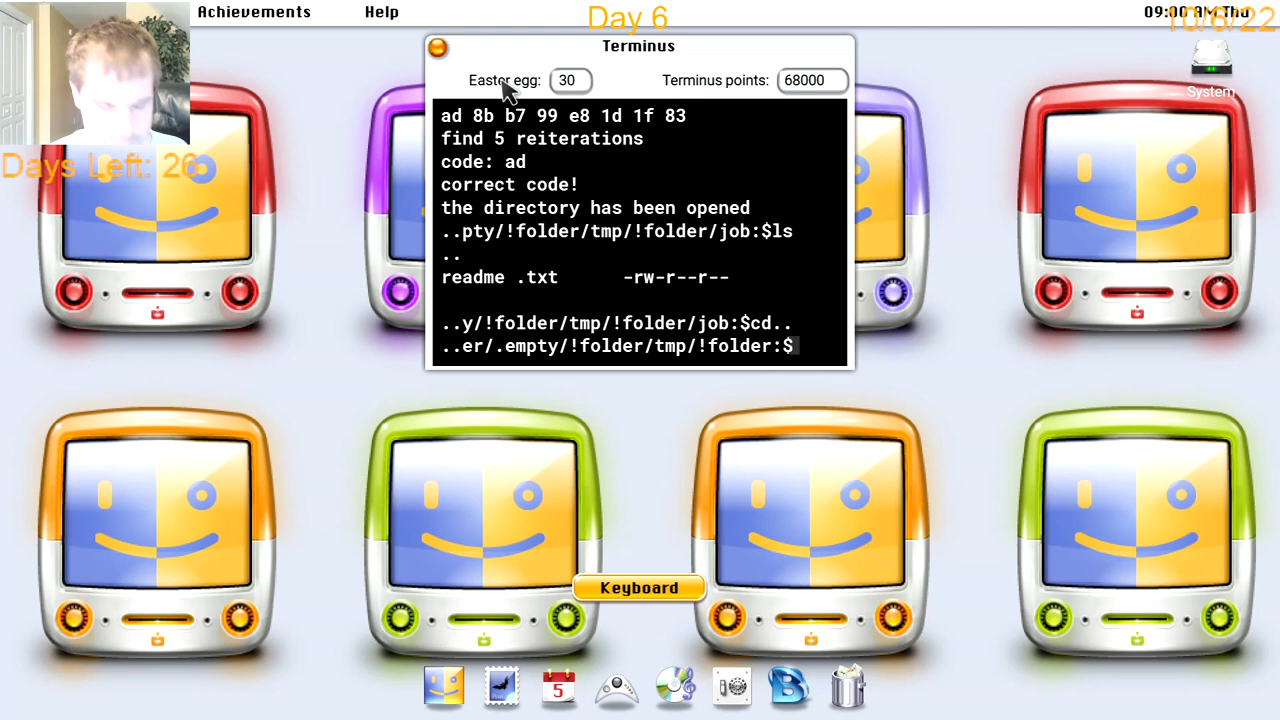 Achievements Help Day 6 09:00 AM Thu
10/6/22
Terminus
Easter egg: 30 Terminus points: 68000
System
Days Left: 26
ad 8b b7 99 e8 1d 1f 83
find 5 reiterations
code: ad
correct code!
the directory has been opened
..pty/!folder/tmp/!folder/job:$ls
..
readme .txt -rw-r--r--
..y/!folder/tmp/!folder/job:$cd..
..er/.empty/!folder/tmp/!folder:$
Keyboard
5